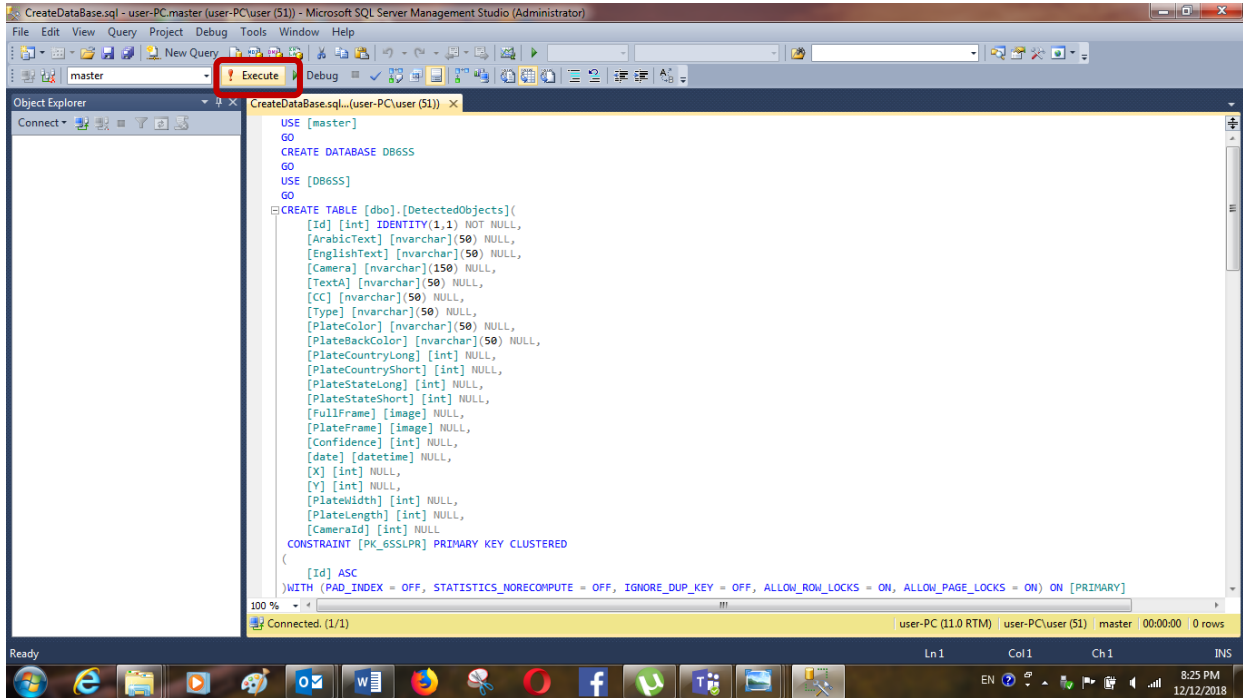 CreateDataBase.sql - user-PC.master (user-PC\user (51)) - Microsoft SQL Server Management Studio (Administrator)
File Edit View Query Project Debug Tools Window Help
New Query
master Execute Debug
Object Explorer
CreateDataBase.sql...(user-PC\user (51))
Connect
USE [master]
GO
CREATE DATABASE DB6SS
GO
USE [DB6SS]
GO
CREATE TABLE [dbo].[DetectedObjects](
[Id] [int] IDENTITY(1,1) NOT NULL,
[ArabicText] [nvarchar](50) NULL,
[EnglishText] [nvarchar](50) NULL,
[Camera] [nvarchar](150) NULL,
[TextA] [nvarchar](50) NULL,
[CC] [nvarchar](50) NULL,
[Type] [nvarchar](50) NULL,
[PlateColor] [nvarchar](50) NULL,
[PlateBackColor] [nvarchar](50) NULL,
[PlateCountryLong] [int] NULL,
[PlateCountryShort] [int] NULL,
[PlateStateLong] [int] NULL,
[PlateStateShort] [int] NULL,
[FullFrame] [image] NULL,
[PlateFrame] [image] NULL,
[Confidence] [int] NULL,
[date] [datetime] NULL,
[X] [int] NULL,
[Y] [int] NULL,
[PlateWidth] [int] NULL,
[PlateLength] [int] NULL,
[CameraId] [int] NULL
CONSTRAINT [PK_6SSLPR] PRIMARY KEY CLUSTERED
(
[Id] ASC
)WITH (PAD_INDEX = OFF, STATISTICS_NORECOMPUTE = OFF, IGNORE_DUP_KEY = OFF, ALLOW_ROW_LOCKS = ON, ALLOW_PAGE_LOCKS = ON) ON [PRIMARY]
100 %
Connected. (1/1) user-PC (11.0 RTM) user-PC\user (51) master 00:00:00 0 rows
Ready Ln 1 Col 1 Ch 1 INS
EN 8:25 PM
12/12/2018